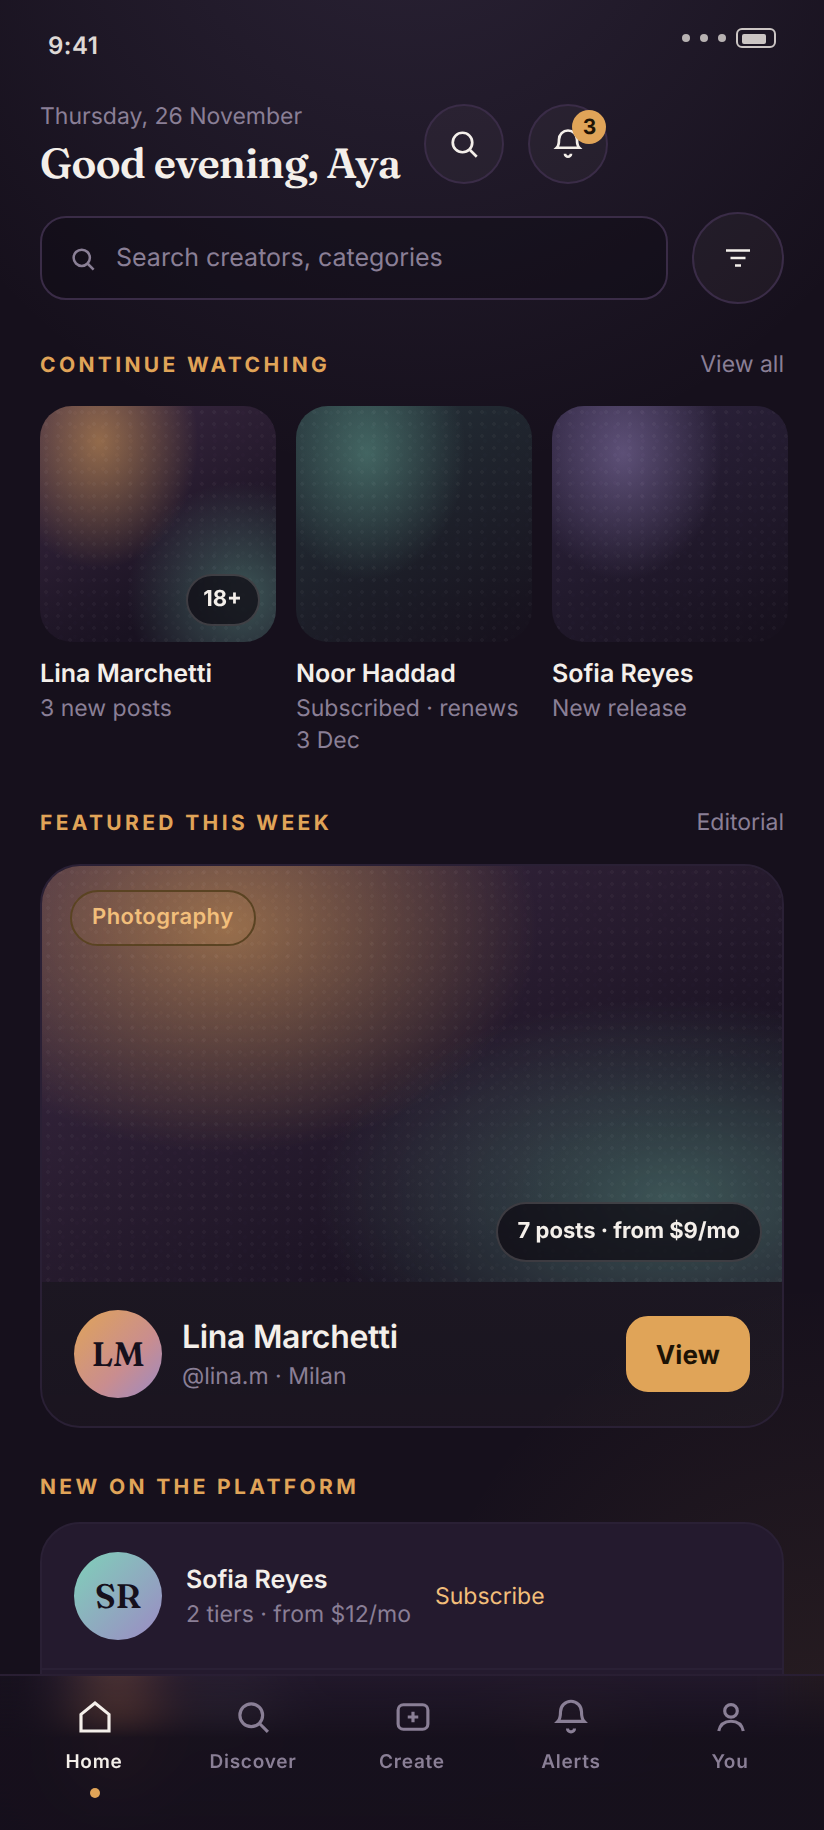 9:41
Thursday, 26 November
Good evening, Aya
3
Search creators, categories
CONTINUE WATCHING
View all
18+
Lina Marchetti
3 new posts
Noor Haddad
Subscribed · renews
3 Dec
Sofia Reyes
New release
FEATURED THIS WEEK
Editorial
Photography
7 posts · from $9/mo
LM
Lina Marchetti
@lina.m · Milan
View
NEW ON THE PLATFORM
SR
Sofia Reyes
2 tiers · from $12/mo
Subscribe
Home
Discover
Create
Alerts
You